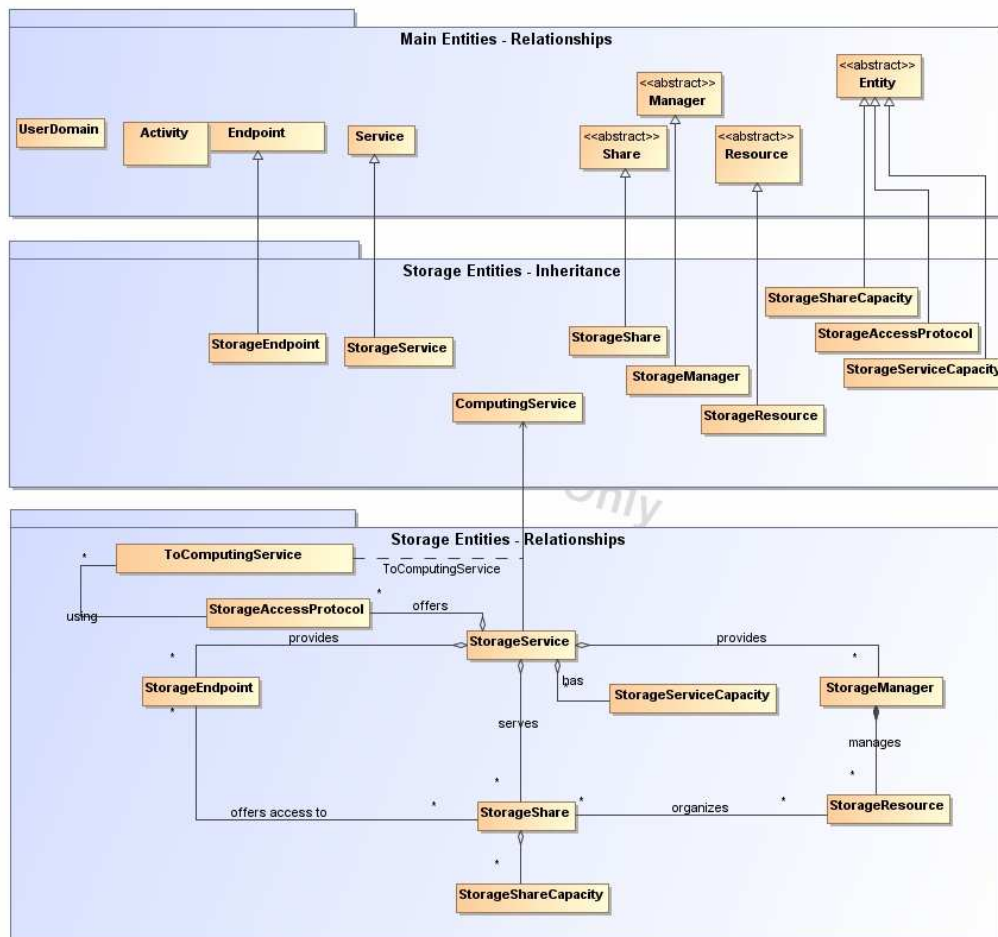 Main Entities - Relationships
<<abstract>>
Entity
<<abstract>>
Manager
UserDomain
Activity
Endpoint
Service
<<abstract>>
Share
<<abstract>>
Resource
Storage Entities - Inheritance
StorageShareCapacity
StorageEndpoint
StorageService
StorageShare
StorageAccessProtocol
StorageManager
StorageServiceCapacity
ComputingService
StorageResource
Only
Storage Entities - Relationships
*
ToComputingService
ToComputingService
using
*
StorageAccessProtocol
offers
provides
StorageService
provides
*
*
StorageEndpoint
has
*
StorageServiceCapacity
StorageManager
*
serves
manages
*
*
offers access to
*
StorageShare
*
organizes
*
StorageResource
*
StorageShareCapacity